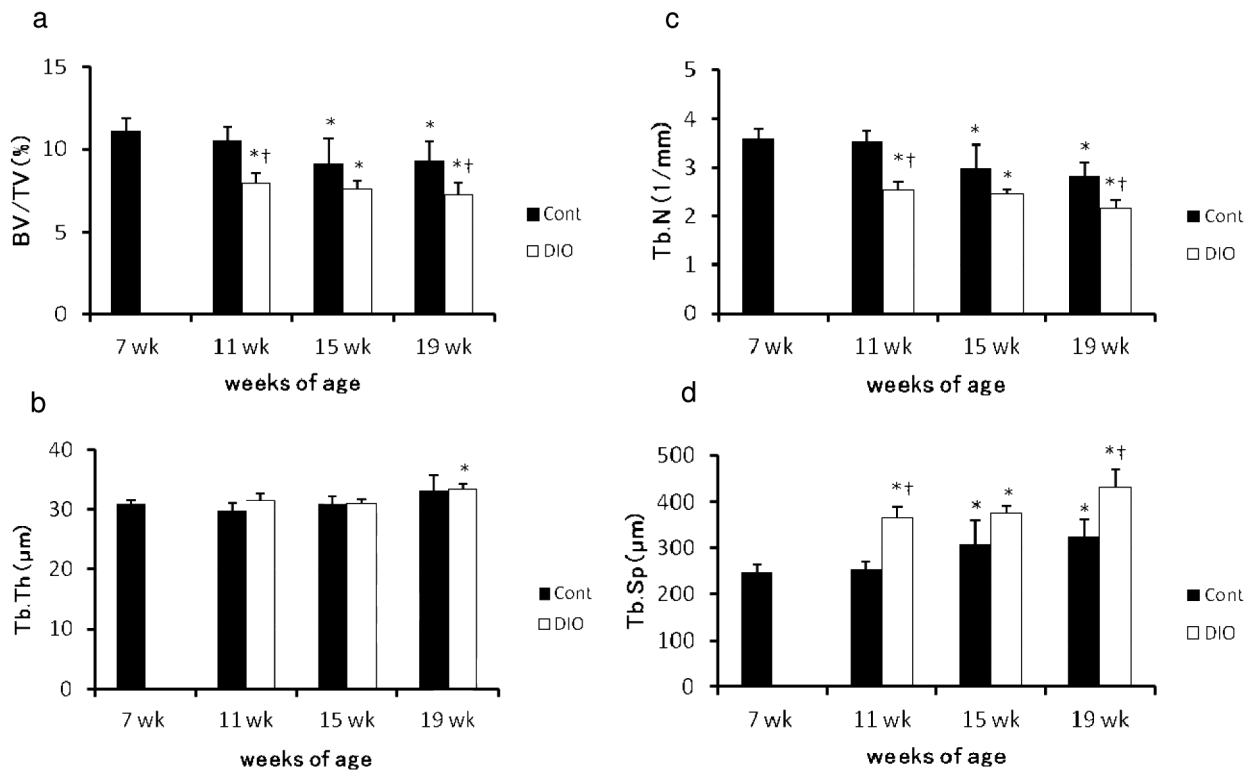 a
15
10
5
0
BV/TV (%)
*†
*
*
*
*†
Cont
DIO
7 wk 11 wk 15 wk 19 wk
weeks of age
c
5
4
3
2
1
0
Tb.N (1/mm)
*†
*
*
*
*†
Cont
DIO
7 wk 11 wk 15 wk 19 wk
weeks of age
b
40
30
20
10
0
Tb.Th (μm)
*
Cont
DIO
7 wk 11 wk 15 wk 19 wk
weeks of age
d
500
400
300
200
100
0
Tb.Sp (μm)
*†
*
*
*
*†
Cont
DIO
7 wk 11 wk 15 wk 19 wk
weeks of age